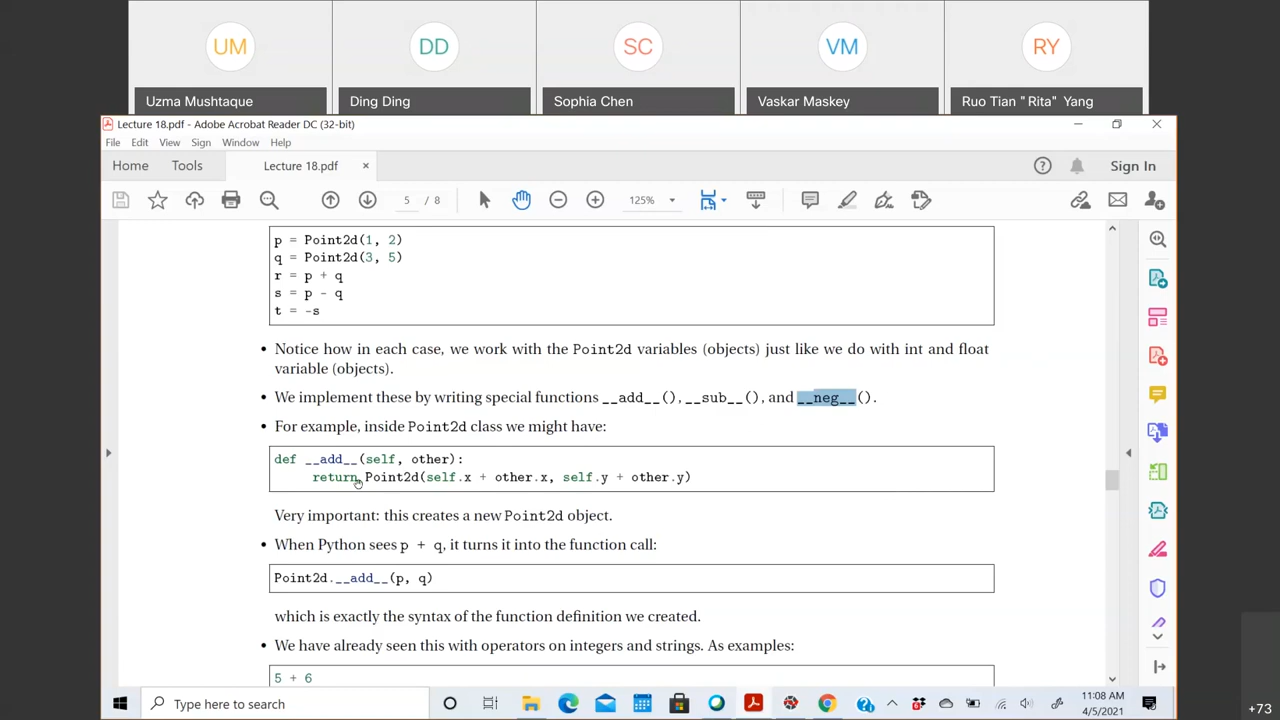 UM DD SC VM RY
Uzma Mushtaque Ding Ding Sophia Chen Vaskar Maskey Ruo Tian " Rita" Yang
Lecture 18.pdf - Adobe Acrobat Reader DC (32-bit)
File Edit View Sign Window Help
Home Tools Lecture 18.pdf × Sign In
5 / 8 125%
p = Point2d(1, 2)
q = Point2d(3, 5)
r = p + q
s = p - q
t = -s
• Notice how in each case, we work with the Point2d variables (objects) just like we do with int and float
variable (objects).
• We implement these by writing special functions __add__(),__sub__(), and __neg__().
• For example, inside Point2d class we might have:
def __add__(self, other):
return Point2d(self.x + other.x, self.y + other.y)
Very important: this creates a new Point2d object.
• When Python sees p + q, it turns it into the function call:
Point2d.__add__(p, q)
which is exactly the syntax of the function definition we created.
• We have already seen this with operators on integers and strings. As examples:
5 + 6
Type here to search
11:08 AM
4/5/2021
+73